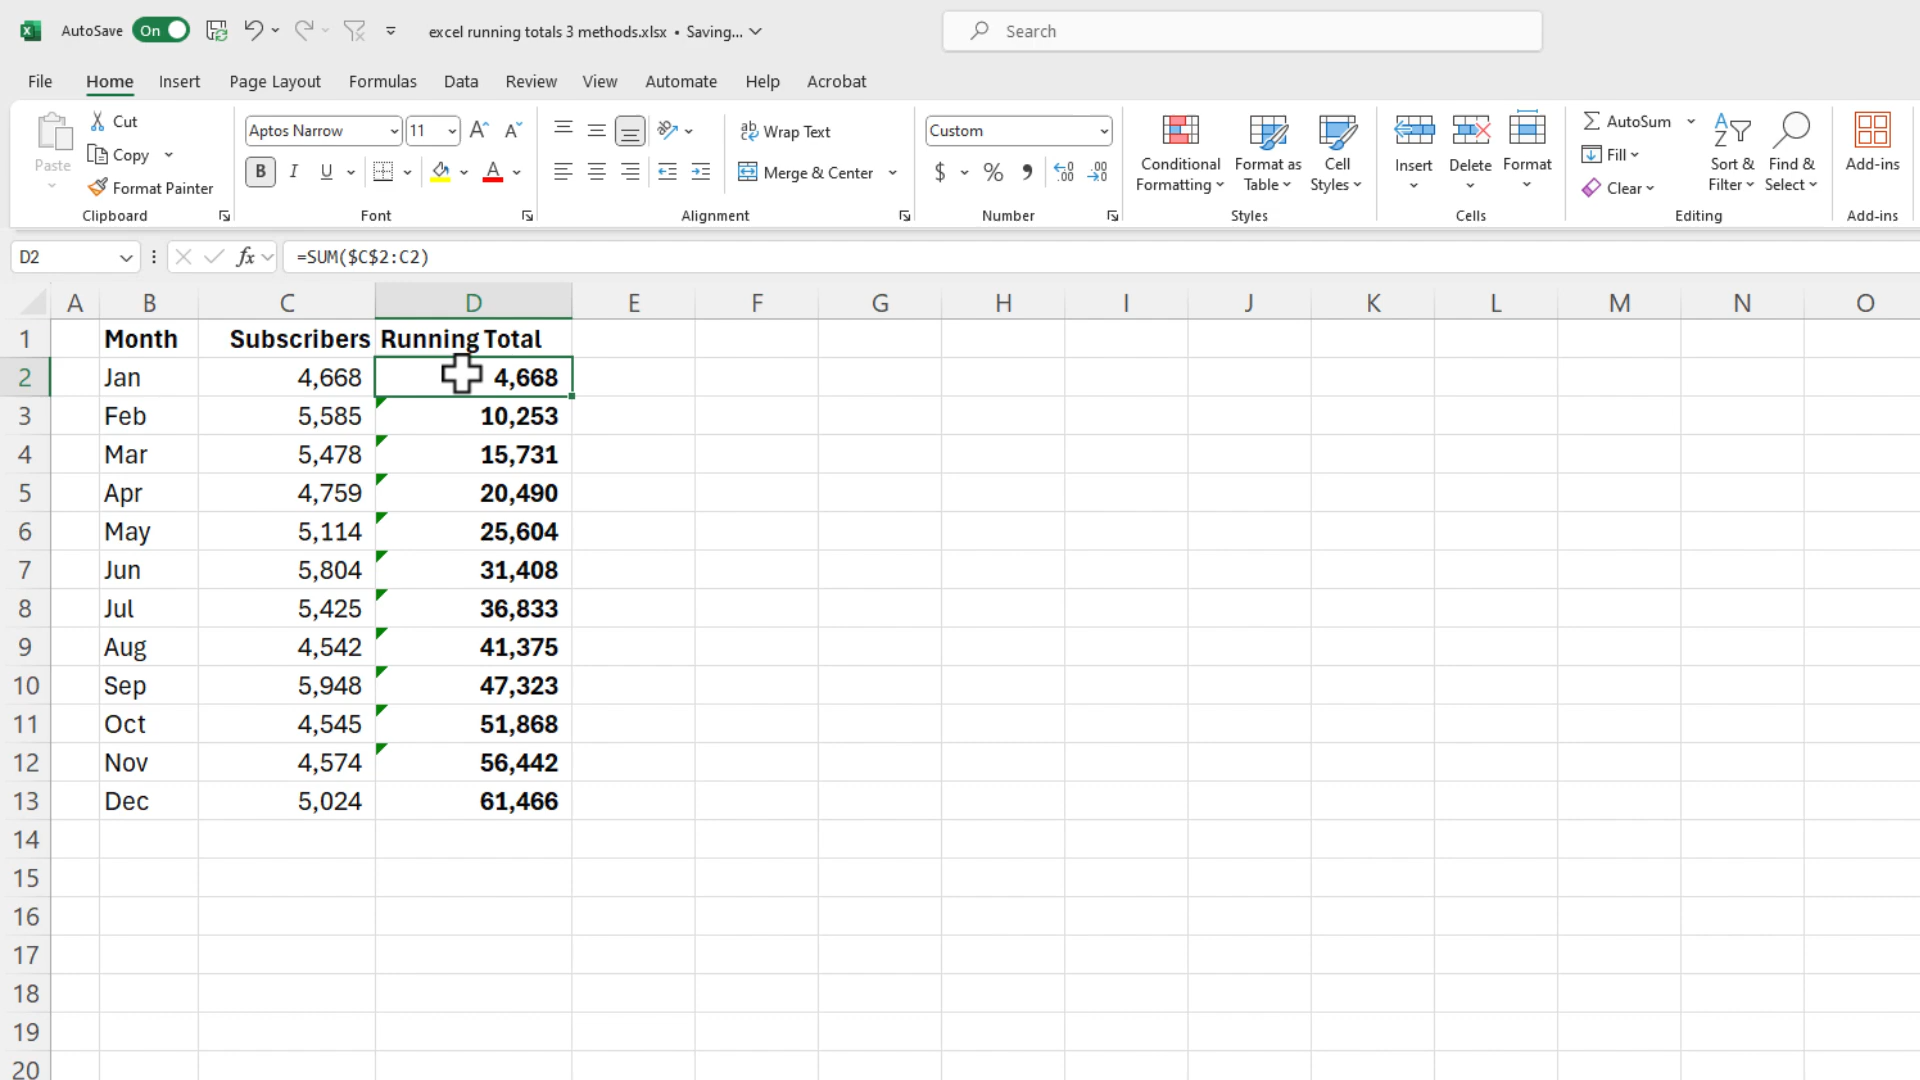 AutoSave On excel running totals 3 methods.xlsx • Saving... Search
File Home Insert Page Layout Formulas Data Review View Automate Help Acrobat
Paste
Cut
Copy
Format Painter
Clipboard
Aptos Narrow 11
B I U
Font
Wrap Text
Merge & Center
Alignment
Custom
$ % ,
Number
Conditional Formatting
Format as Table
Cell Styles
Styles
Insert Delete Format
Cells
AutoSum
Fill
Clear
Sort & Filter
Find & Select
Editing
Add-ins
Add-ins
D2 fx =SUM($C$2:C2)
A B C D E F G H I J K L M N O
1 Month Subscribers Running Total
2 Jan 4,668 4,668
3 Feb 5,585 10,253
4 Mar 5,478 15,731
5 Apr 4,759 20,490
6 May 5,114 25,604
7 Jun 5,804 31,408
8 Jul 5,425 36,833
9 Aug 4,542 41,375
10 Sep 5,948 47,323
11 Oct 4,545 51,868
12 Nov 4,574 56,442
13 Dec 5,024 61,466
14
15
16
17
18
19
20